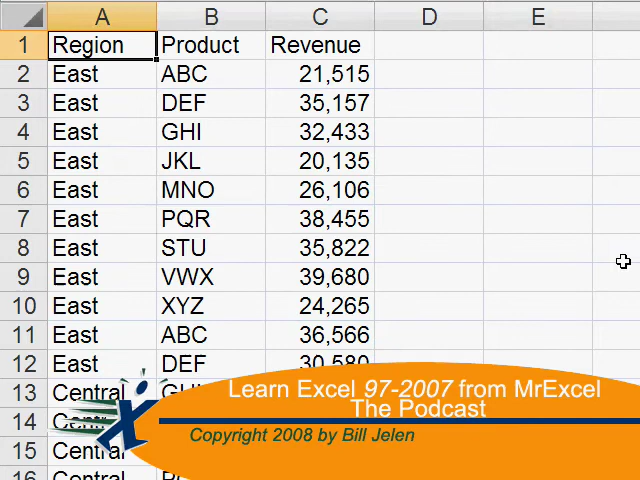 A B C D E
1 Region Product Revenue
2 East ABC 21,515
3 East DEF 35,157
4 East GHI 32,433
5 East JKL 20,135
6 East MNO 26,106
7 East PQR 38,455
8 East STU 35,822
9 East VWX 39,680
10 East XYZ 24,265
11 East ABC 36,566
12 East DEF 30,580
13 Central
14
15 Central
16 Central
Learn Excel 97-2007 from MrExcel
The Podcast
Copyright 2008 by Bill Jelen